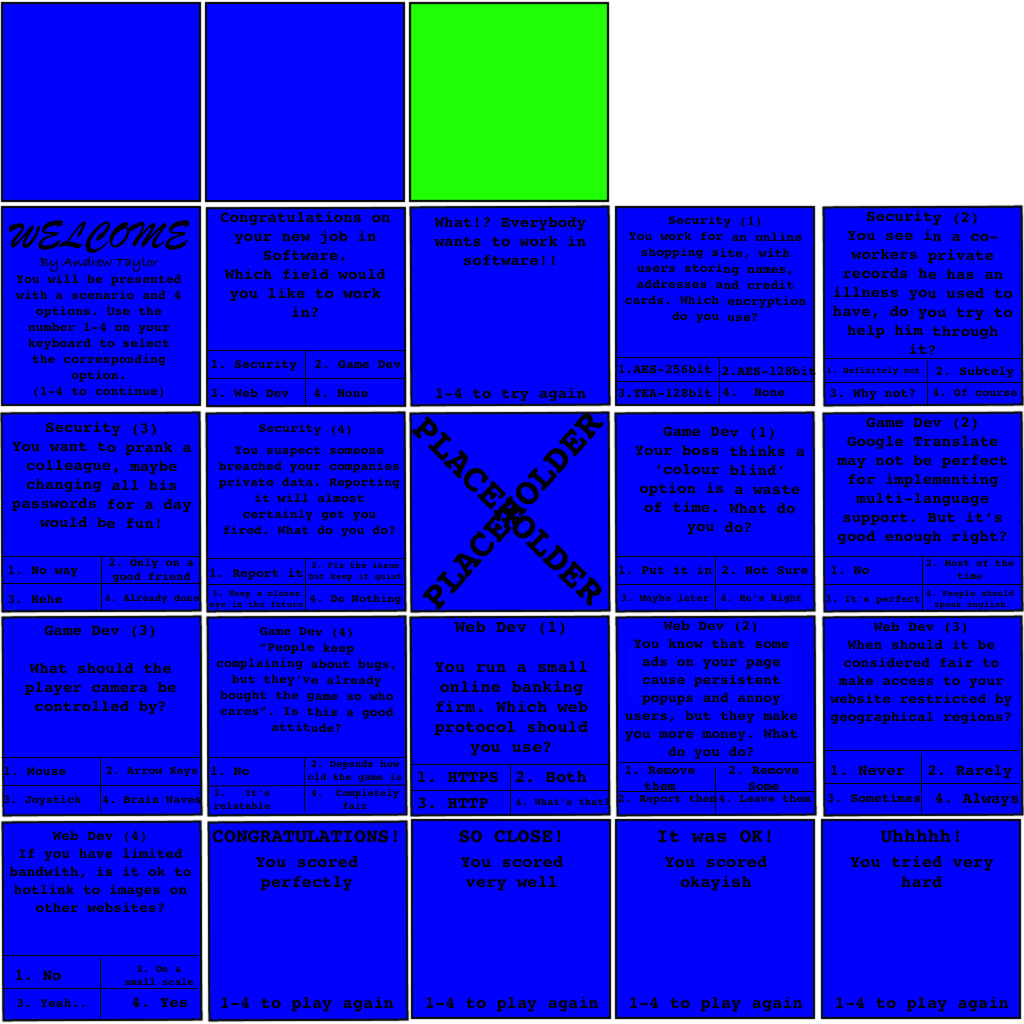 WELCOME
By Andrew Taylor
You will be presented
with a scenario and 4
options. Use the
number 1-4 on your
keyboard to select
the corresponding
option.
(1-4 to continue)
Congratulations on
your new job in
Software.
Which field would
you like to work
in?
1. Security
2. Game Dev
3. Web Dev
4. None
What!? Everybody
wants to work in
software!!
1-4 to try again
Security (1)
You work for an online
shopping site, with
users storing names,
addresses and credit
cards. Which encryption
do you use?
1.AES-256bit
2.AES-128bit
3.TEA-128bit
4. None
Security (2)
You see in a co-
workers private
records he has an
illness you used to
have, do you try to
help him through
it?
1. Definitely not
2. Subtely
3. Why not?
4. Of course
Security (3)
You want to prank a
colleague, maybe
changing all his
passwords for a day
would be fun!
1. No way
2. Only on a
good friend
3. Hehe
4. Already done
Security (4)
You suspect someone
breached your companies
private data. Reporting
it will almost
certainly get you
fired. What do you do?
1. Report it
2. Fix the issue
but keep it quiet
3. Keep a closer
eye in the future
4. Do Nothing
PLACEHOLDER
PLACEHOLDER
Game Dev (1)
Your boss thinks a
‘colour blind’
option is a waste
of time. What do
you do?
1. Put it in
2. Not Sure
3. Maybe later
4. He's Right
Game Dev (2)
Google Translate
may not be perfect
for implementing
multi-language
support. But it’s
good enough right?
1. No
2. Most of the
time
3. It's perfect
4. People should
speak english
Game Dev (3)
What should the
player camera be
controlled by?
1. Mouse
2. Arrow Keys
3. Joystick
4. Brain Waves
Game Dev (4)
"People keep
complaining about bugs,
but they’ve already
bought the game so who
cares". Is this a good
attitude?
1. No
2. Depends how
old the game is
3. It's
relatable
4. Completely
fair
Web Dev (1)
You run a small
online banking
firm. Which web
protocol should
you use?
1. HTTPS
2. Both
3. HTTP
4. What's that?
Web Dev (2)
You know that some
ads on your page
cause persistent
popups and annoy
users, but they make
you more money. What
do you do?
1. Remove
them
2. Remove
Some
2. Report them
4. Leave them
Web Dev (3)
When should it be
considered fair to
make access to your
website restricted by
geographical regions?
1. Never
2. Rarely
3. Sometimes
4. Always
Web Dev (4)
If you have limited
bandwith, is it ok to
hotlink to images on
other websites?
1. No
2. On a
small scale
3. Yeah..
4. Yes
CONGRATULATIONS!
You scored
perfectly
1-4 to play again
SO CLOSE!
You scored
very well
1-4 to play again
It was OK!
You scored
okayish
1-4 to play again
Uhhhhh!
You tried very
hard
1-4 to play again